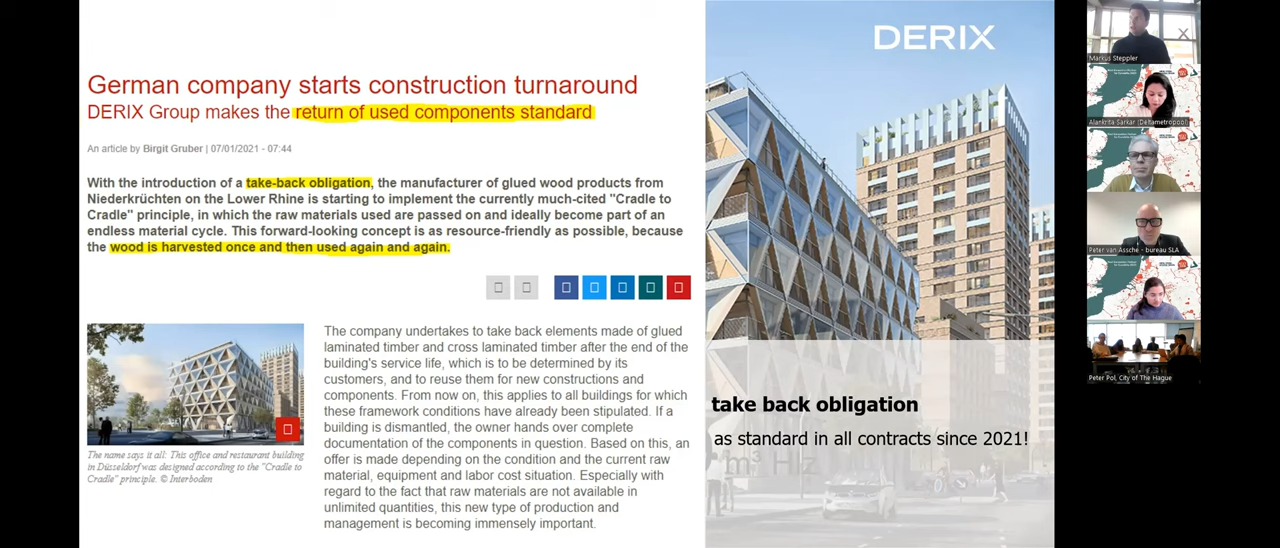 German company starts construction turnaround
DERIX Group makes the return of used components standard
An article by Birgit Gruber | 07/01/2021 - 07:44
With the introduction of a take-back obligation, the manufacturer of glued wood products from
Niederkrüchten on the Lower Rhine is starting to implement the currently much-cited "Cradle to
Cradle" principle, in which the raw materials used are passed on and ideally become part of an
endless material cycle. This forward-looking concept is as resource-friendly as possible, because
the wood is harvested once and then used again and again.
The name says it all: This office and restaurant building
in Düsseldorf was designed according to the "Cradle to
Cradle" principle. © Interboden
The company undertakes to take back elements made of glued
laminated timber and cross laminated timber after the end of the
building's service life, which is to be determined by its
customers, and to reuse them for new constructions and
components. From now on, this applies to all buildings for which
these framework conditions have already been stipulated. If a
building is dismantled, the owner hands over complete
documentation of the components in question. Based on this, an
offer is made depending on the condition and the current raw
material, equipment and labor cost situation. Especially with
regard to the fact that raw materials are not available in
unlimited quantities, this new type of production and
management is becoming immensely important.
DERIX
take back obligation
as standard in all contracts since 2021!
m³ Hlz
Markus Steppler
Alankrita Sarkar (Deltametropool)
Peter van Assche - bureau SLA
Peter Pol, City of The Hague